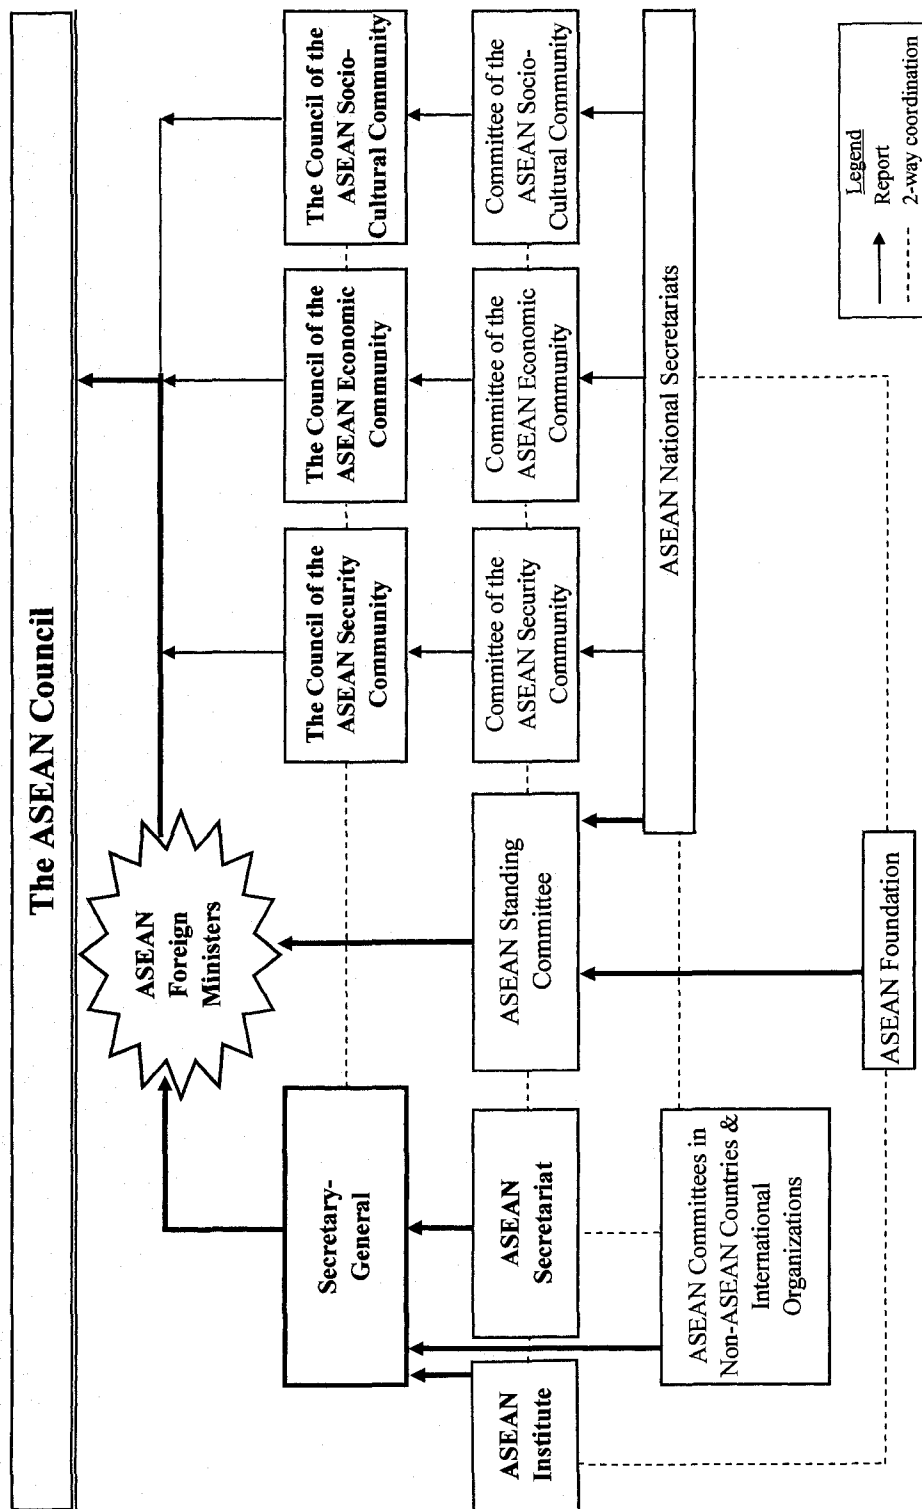 The ASEAN Council
ASEAN
Foreign
Ministers
Secretary-
General
The Council of the
ASEAN Security
Community
The Council of the
ASEAN Economic
Community
The Council of the
ASEAN Socio-
Cultural Community
ASEAN
Institute
ASEAN
Secretariat
ASEAN Standing
Committee
Committee of the
ASEAN Security
Community
Committee of the
ASEAN Economic
Community
Committee of the
ASEAN Socio-
Cultural Community
ASEAN Committees in
Non-ASEAN Countries &
International
Organizations
ASEAN National Secretariats
ASEAN Foundation
Legend
Report
2-way coordination